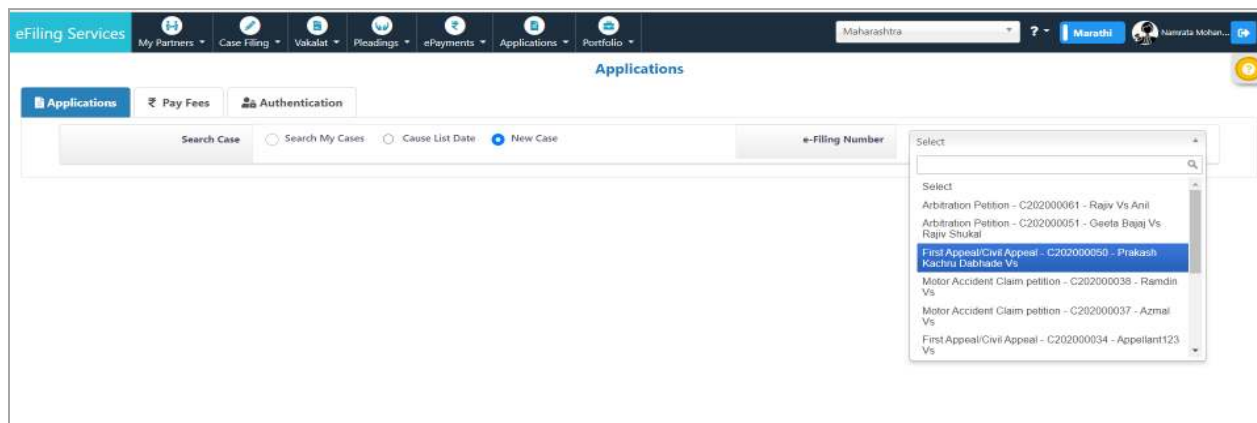 eFiling Services
My Partners Case Filing Vakalat Pleadings ePayments Applications Portfolio
Maharashtra
? Marathi Namrata Mohan...
Applications
Applications ₹ Pay Fees Authentication
Search Case Search My Cases Cause List Date New Case e-Filing Number Select
Select
Arbitration Petition - C202000061 - Rajiv Vs Anil
Arbitration Petition - C202000051 - Geeta Bajaj Vs
Rajiv Shukal
First Appeal/Civil Appeal - C202000050 - Prakash
Kachru Dabhade Vs
Motor Accident Claim petition - C202000038 - Ramdin
Vs
Motor Accident Claim petition - C202000037 - Azmal
Vs
First Appeal/Civil Appeal - C202000034 - Appellant123
Vs